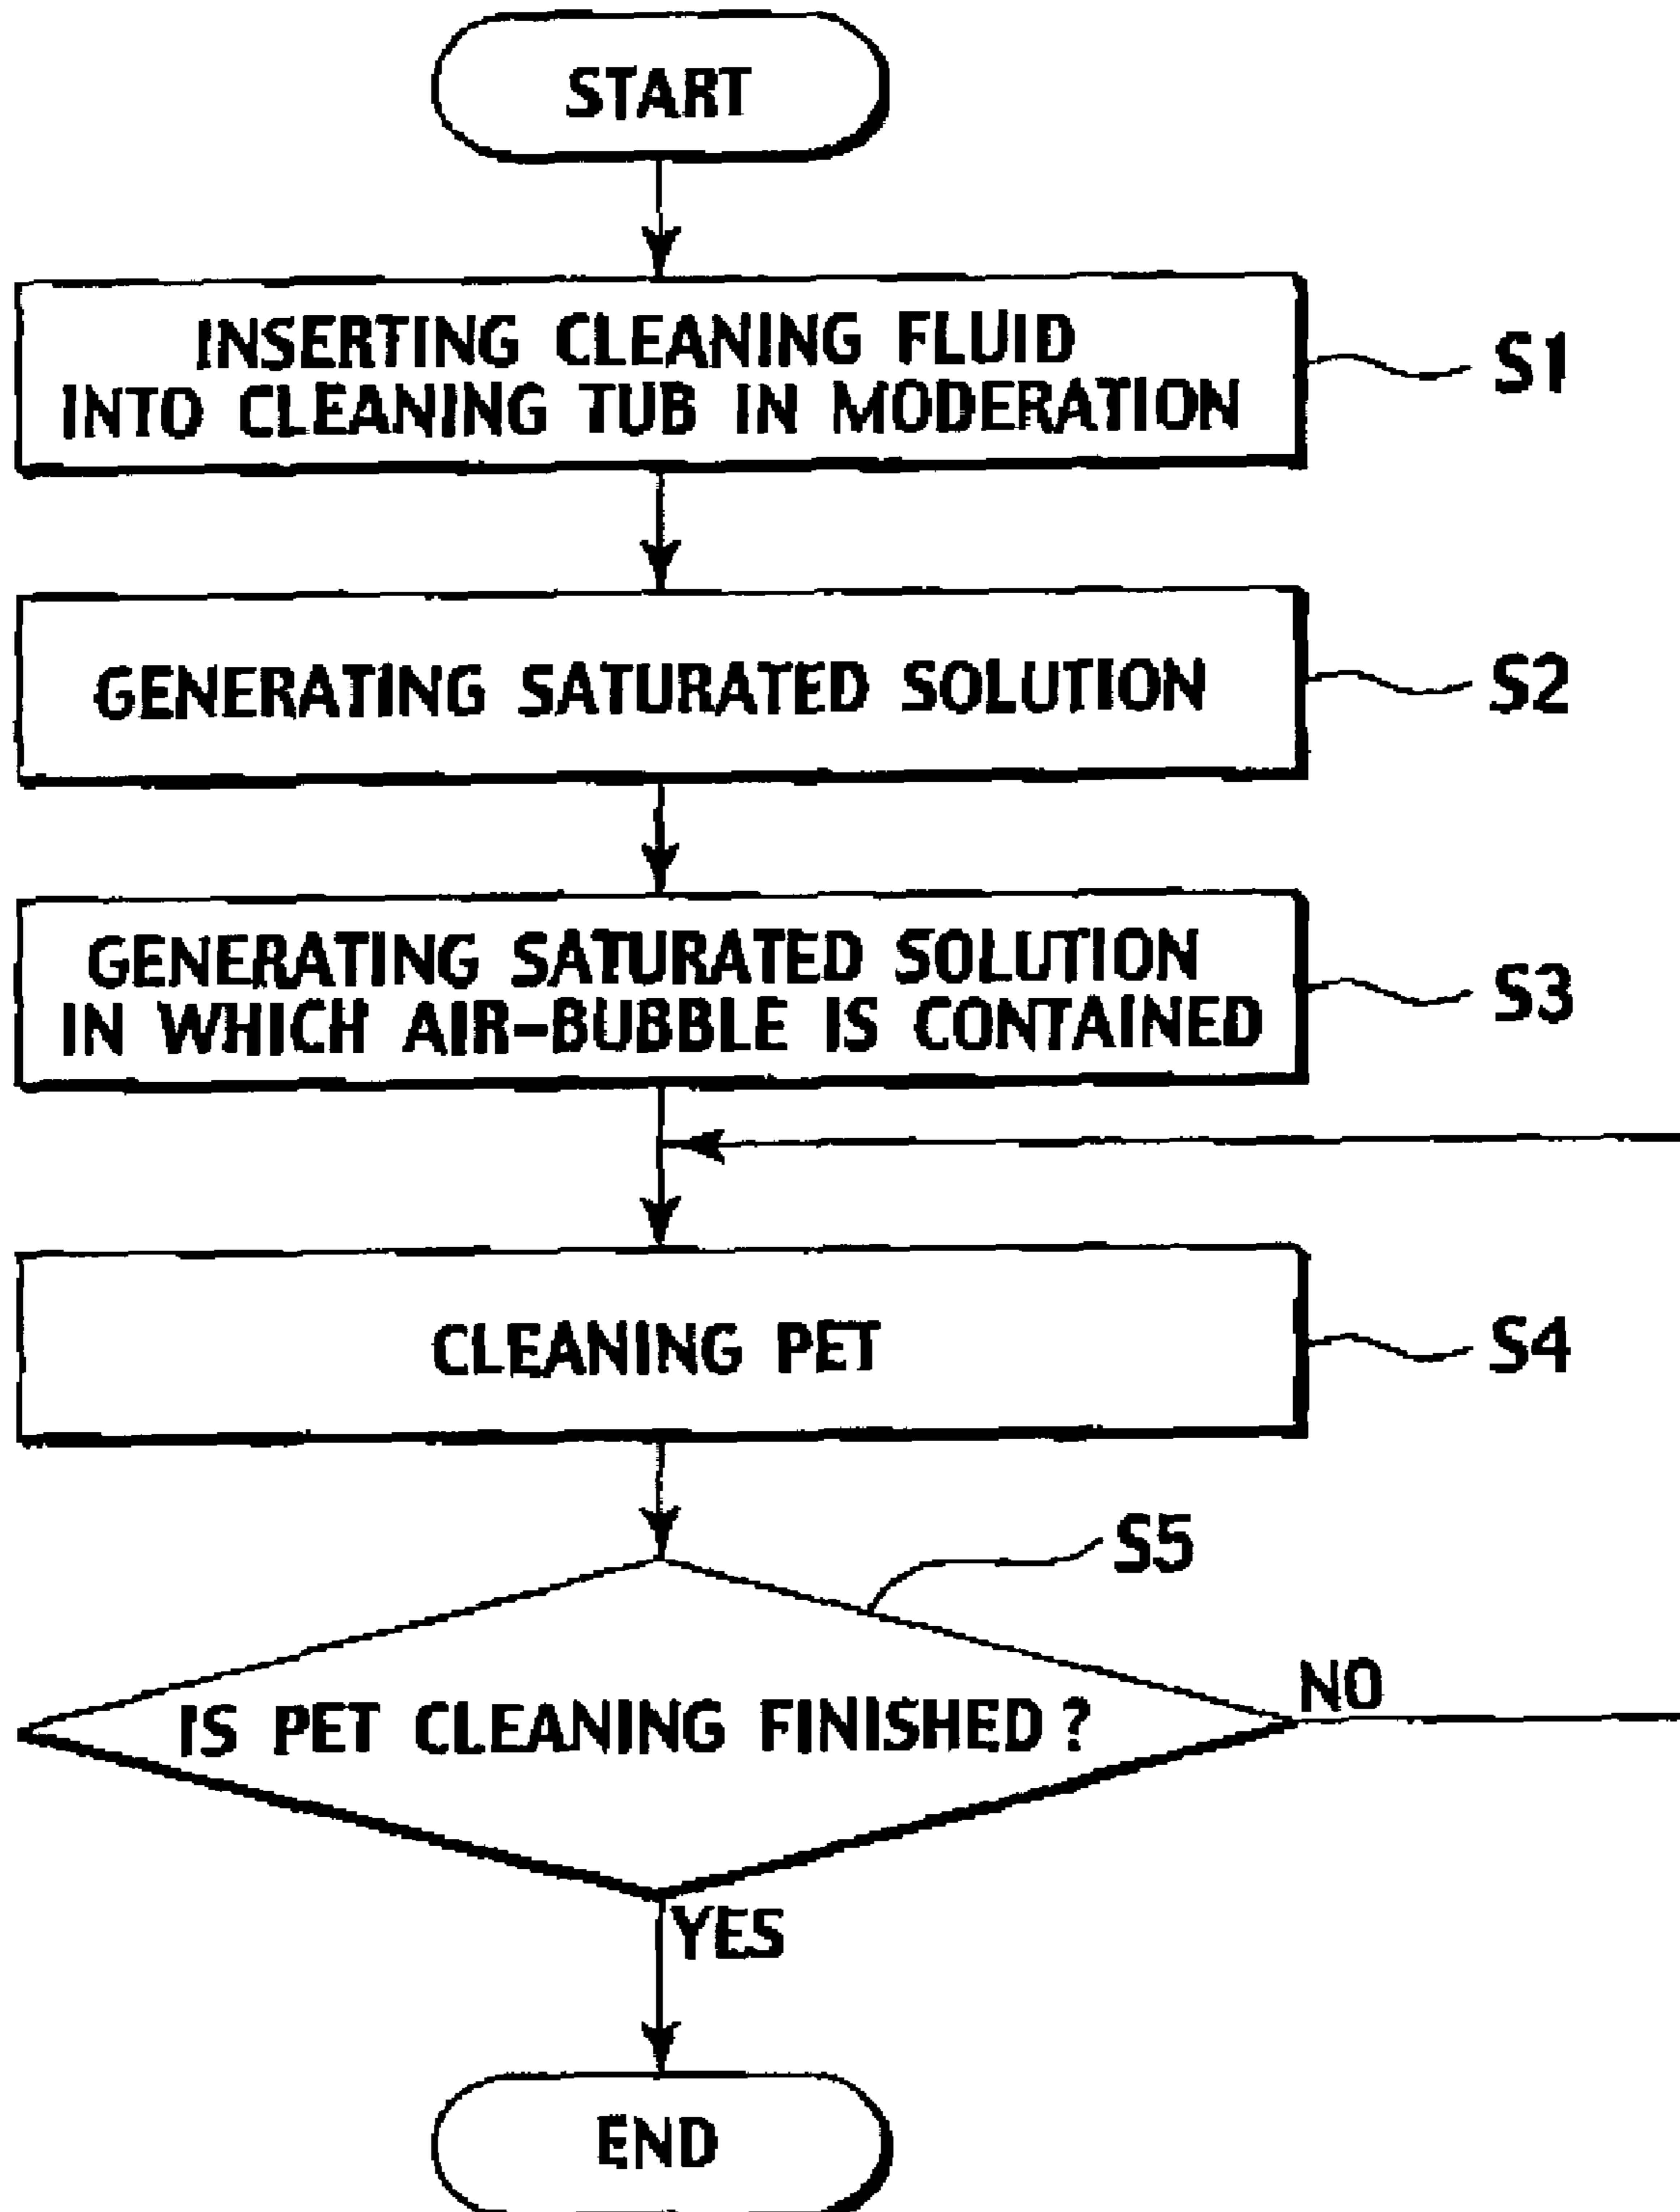 START
INSERTING CLEANING FLUID
INTO CLEANING TUB IN MODERATION
S1
GENERATING SATURATED SOLUTION
S2
GENERATING SATURATED SOLUTION
IN WHICH AIR-BUBBLE IS CONTAINED
S3
CLEANING PET
S4
S5
IS PET CLEANING FINISHED?
NO
YES
END